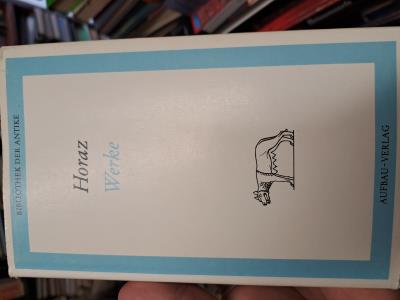 BIBLIOTHEK DER ANTIKE
Horaz
Werke
AUFBAU-VERLAG